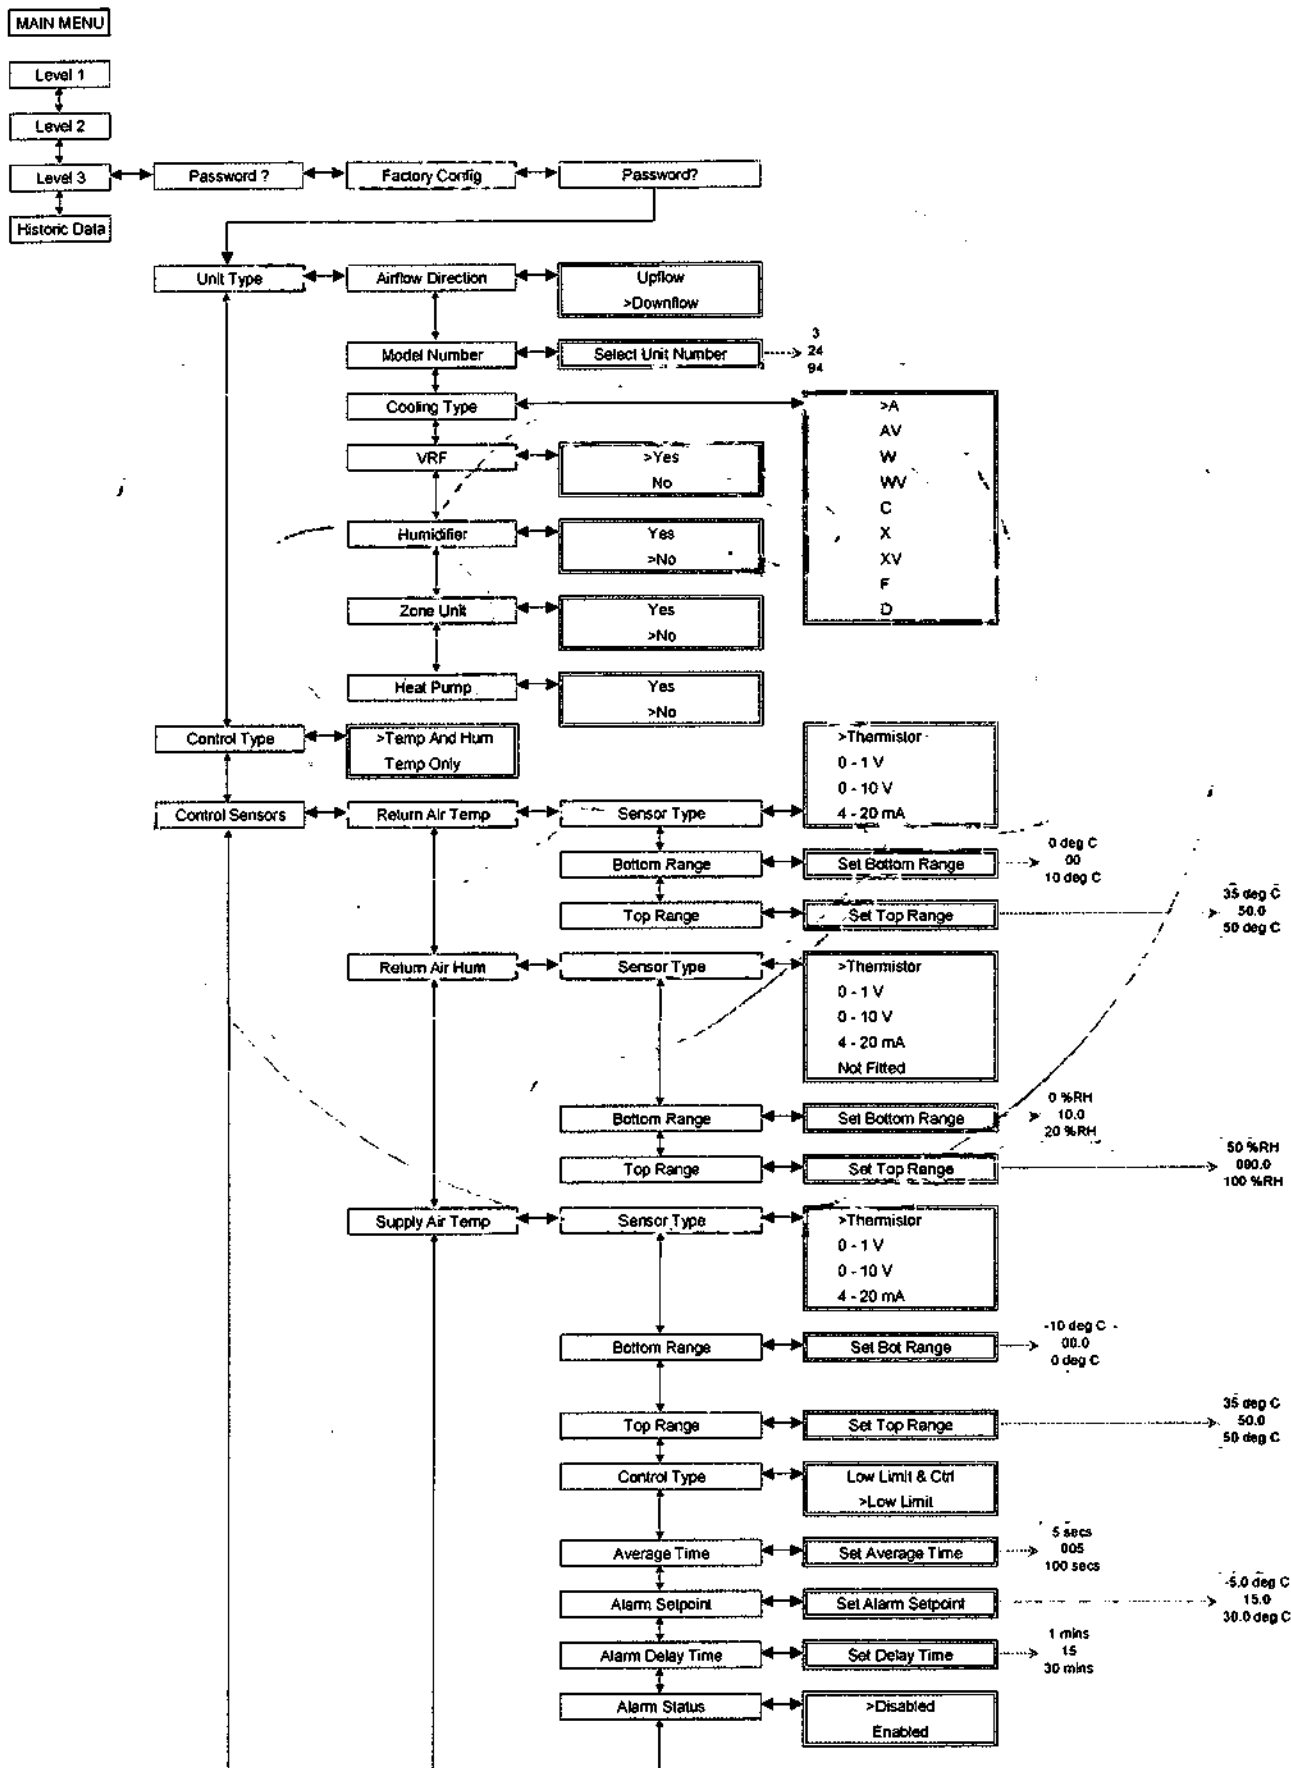 MAIN MENU
Level 1
Level 2
Level 3
Password ?
Factory Config
Password?
Historic Data
Unit Type
Airflow Direction
Upflow
>Downflow
Model Number
Select Unit Number
3
24
94
Cooling Type
>A
AV
W
WV
C
X
XV
F
D
VRF
>Yes
No
Humidifier
Yes
>No
Zone Unit
Yes
>No
Heat Pump
Yes
>No
Control Type
>Temp And Hum
Temp Only
Control Sensors
Return Air Temp
Sensor Type
>Thermistor
0 - 1 V
0 - 10 V
4 - 20 mA
Bottom Range
Set Bottom Range
0 deg C
00
10 deg C
Top Range
Set Top Range
35 deg C
50.0
50 deg C
Return Air Hum
Sensor Type
>Thermistor
0 - 1 V
0 - 10 V
4 - 20 mA
Not Fitted
Bottom Range
Set Bottom Range
0 %RH
10.0
20 %RH
Top Range
Set Top Range
50 %RH
090.0
100 %RH
Supply Air Temp
Sensor Type
>Thermistor
0 - 1 V
0 - 10 V
4 - 20 mA
Bottom Range
Set Bot Range
-10 deg C
00.0
0 deg C
Top Range
Set Top Range
35 deg C
50.0
50 deg C
Control Type
Low Limit & Ctrl
>Low Limit
Average Time
Set Average Time
5 secs
005
100 secs
Alarm Setpoint
Set Alarm Setpoint
-5.0 deg C
15.0
30.0 deg C
Alarm Delay Time
Set Delay Time
1 mins
15
30 mins
Alarm Status
>Disabled
Enabled